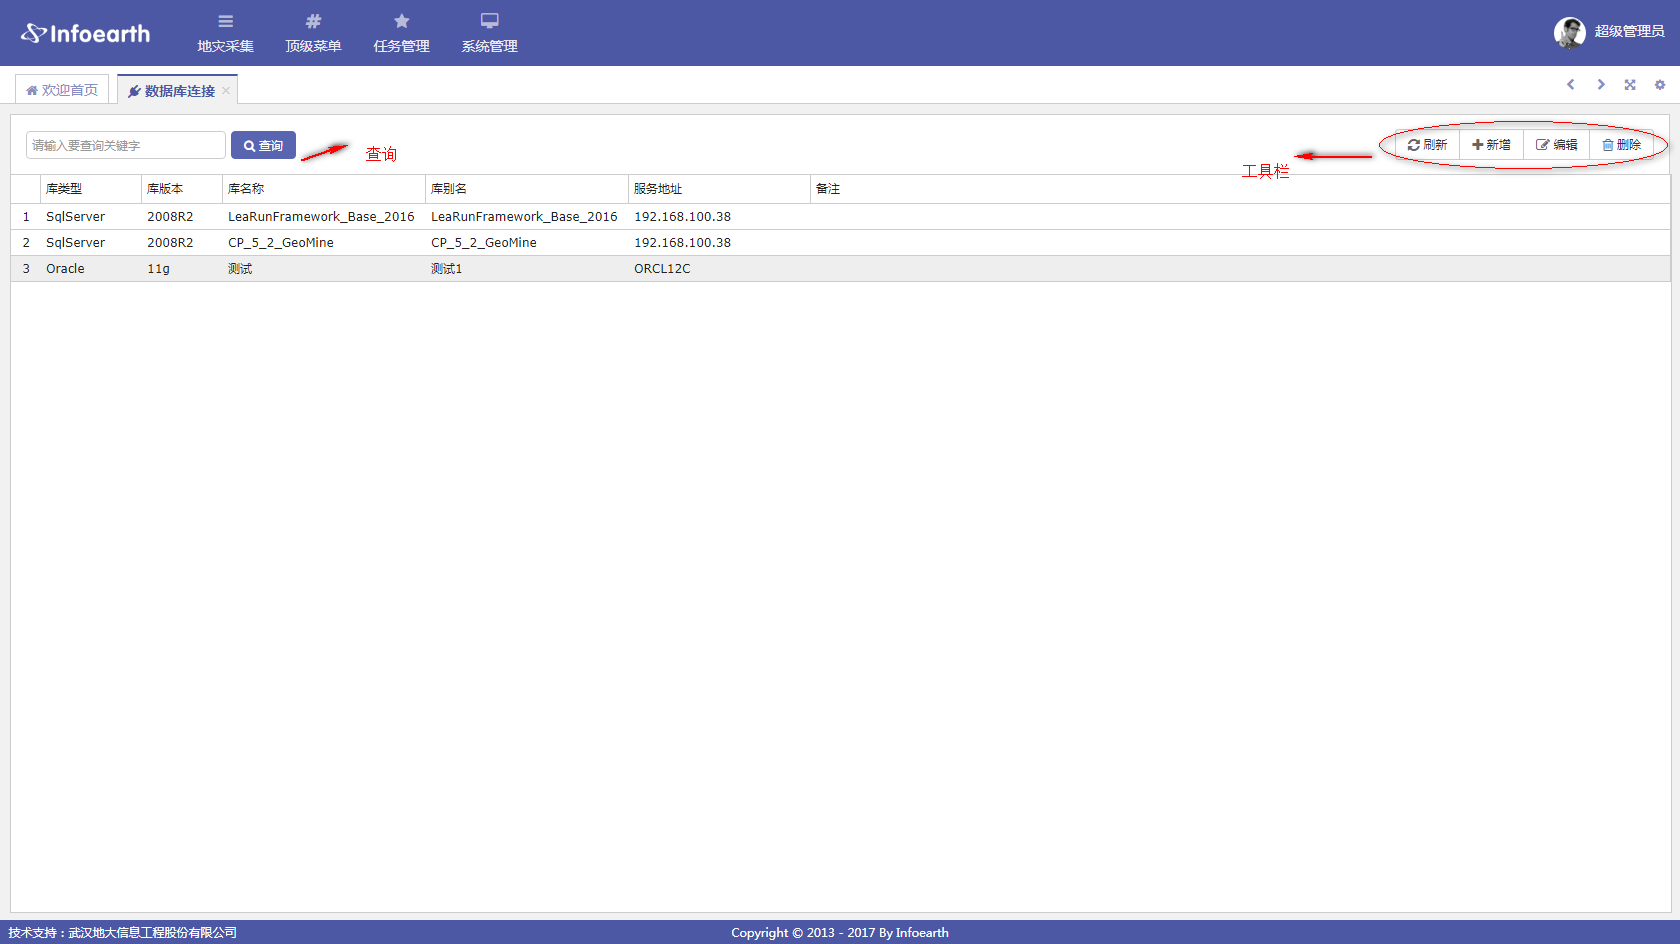 Infoearth
地灾采集
顶级菜单
任务管理
系统管理
超级管理员
欢迎首页
数据库连接
请输入要查询关键字
查询
查询
工具栏
刷新
新增
编辑
删除
库类型 库版本 库名称 库别名 服务地址 备注
1 SqlServer 2008R2 LeaRunFramework_Base_2016 LeaRunFramework_Base_2016 192.168.100.38
2 SqlServer 2008R2 CP_5_2_GeoMine CP_5_2_GeoMine 192.168.100.38
3 Oracle 11g 测试 测试1 ORCL12C
技术支持：武汉地大信息工程股份有限公司
Copyright © 2013 - 2017 By Infoearth